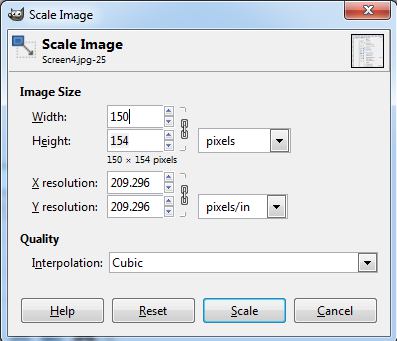 Scale Image
Scale Image
Screen4.jpg-25
Image Size
Width: 150
Height: 154 pixels
150 × 154 pixels
X resolution: 209.296
Y resolution: 209.296 pixels/in
Quality
Interpolation: Cubic
Help Reset Scale Cancel